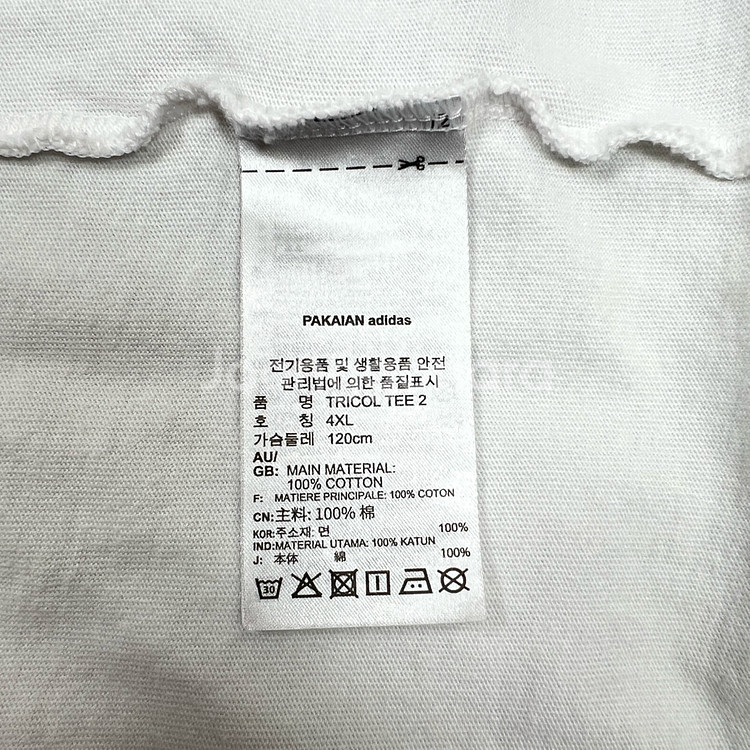 PAKAIAN adidas
전기용품 및 생활용품 안전
관리법에 의한 품질표시
품 명 TRICOL TEE 2
호 칭 4XL
가슴둘레 120cm
AU/
GB: MAIN MATERIAL:
100% COTTON
F: MATIERE PRINCIPALE: 100% COTON
CN:主料: 100% 棉
KOR:주소재: 면 100%
IND:MATERIAL UTAMA: 100% KATUN
J: 本体 綿 100%
30